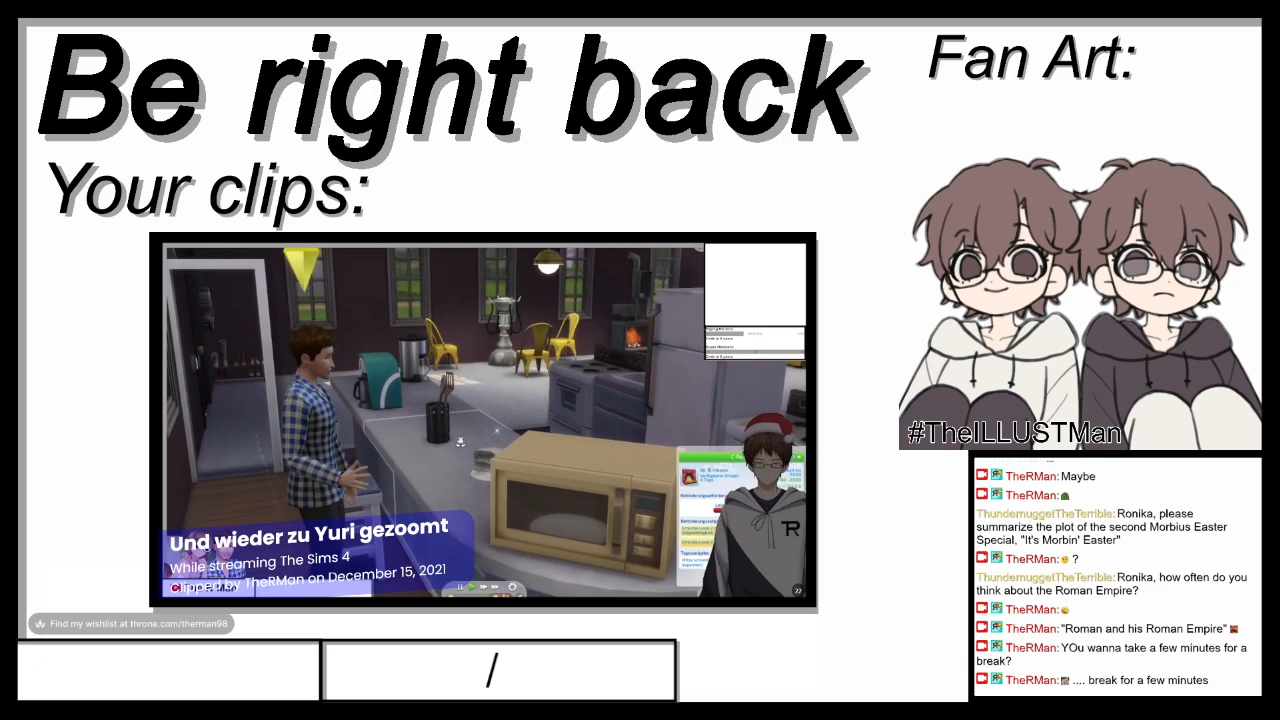 Be right back
Fan Art:
Your clips:
Und wieder zu Yuri gezoomt
While streaming The Sims 4
Clipped by TheRMan on December 15, 2021
R
22
#TheILLUSTMan
Find my wishlist at throne.com/therman98
/
TheRMan: Maybe
TheRMan:
ThundernuggetTheTerrible: Ronika, please
summarize the plot of the second Morbius Easter
Special, "It's Morbin' Easter"
TheRMan: ?
ThundernuggetTheTerrible: Ronika, how often do you
think about the Roman Empire?
TheRMan:
TheRMan: "Roman and his Roman Empire"
TheRMan: YOu wanna take a few minutes for a
break?
TheRMan: .... break for a few minutes